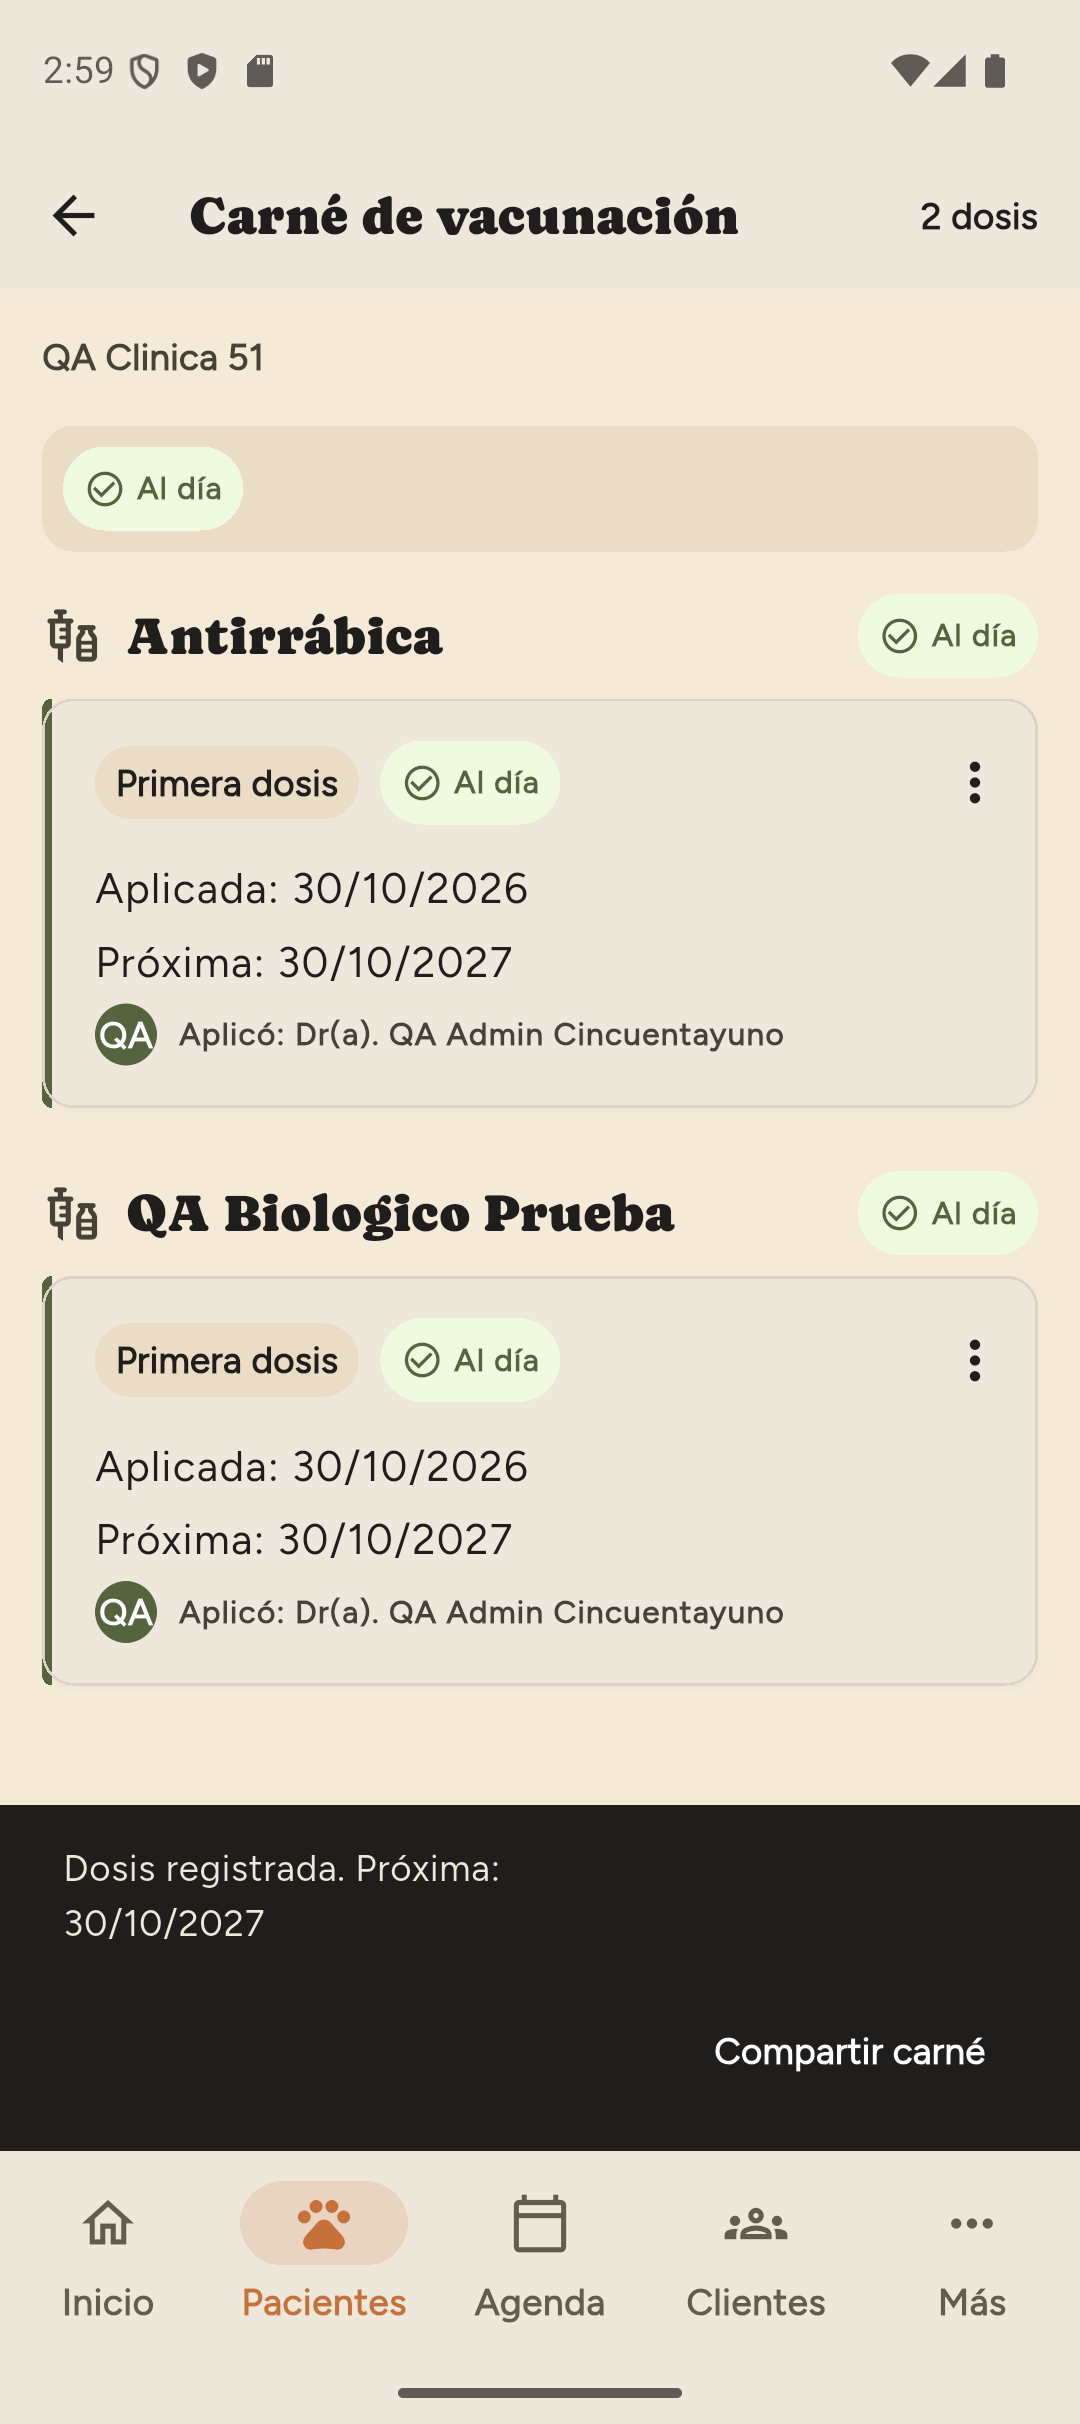 2:59
Carné de vacunación
2 dosis
QA Clinica 51
Al día
Antirrábica
Al día
Primera dosis
Al día
Aplicada: 30/10/2026
Próxima: 30/10/2027
QA
Aplicó: Dr(a). QA Admin Cincuentayuno
QA Biologico Prueba
Al día
Primera dosis
Al día
Aplicada: 30/10/2026
Próxima: 30/10/2027
QA
Aplicó: Dr(a). QA Admin Cincuentayuno
Dosis registrada. Próxima:
30/10/2027
Compartir carné
Inicio
Pacientes
Agenda
Clientes
Más